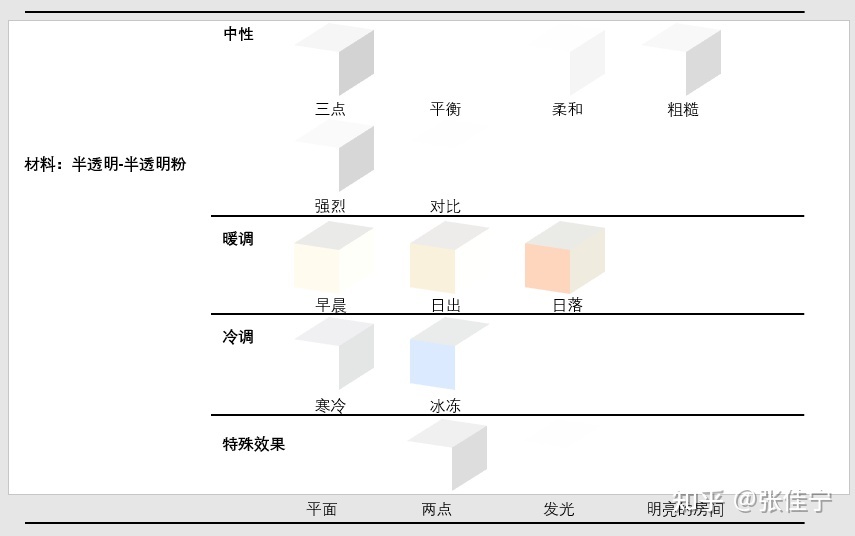 中性
三点 平衡 柔和 粗糙
材料：半透明-半透明粉
强烈 对比
暖调
早晨 日出 日落
冷调
寒冷 冰冻
特殊效果
平面 两点 发光 明亮的房间
知乎 @张佳宁